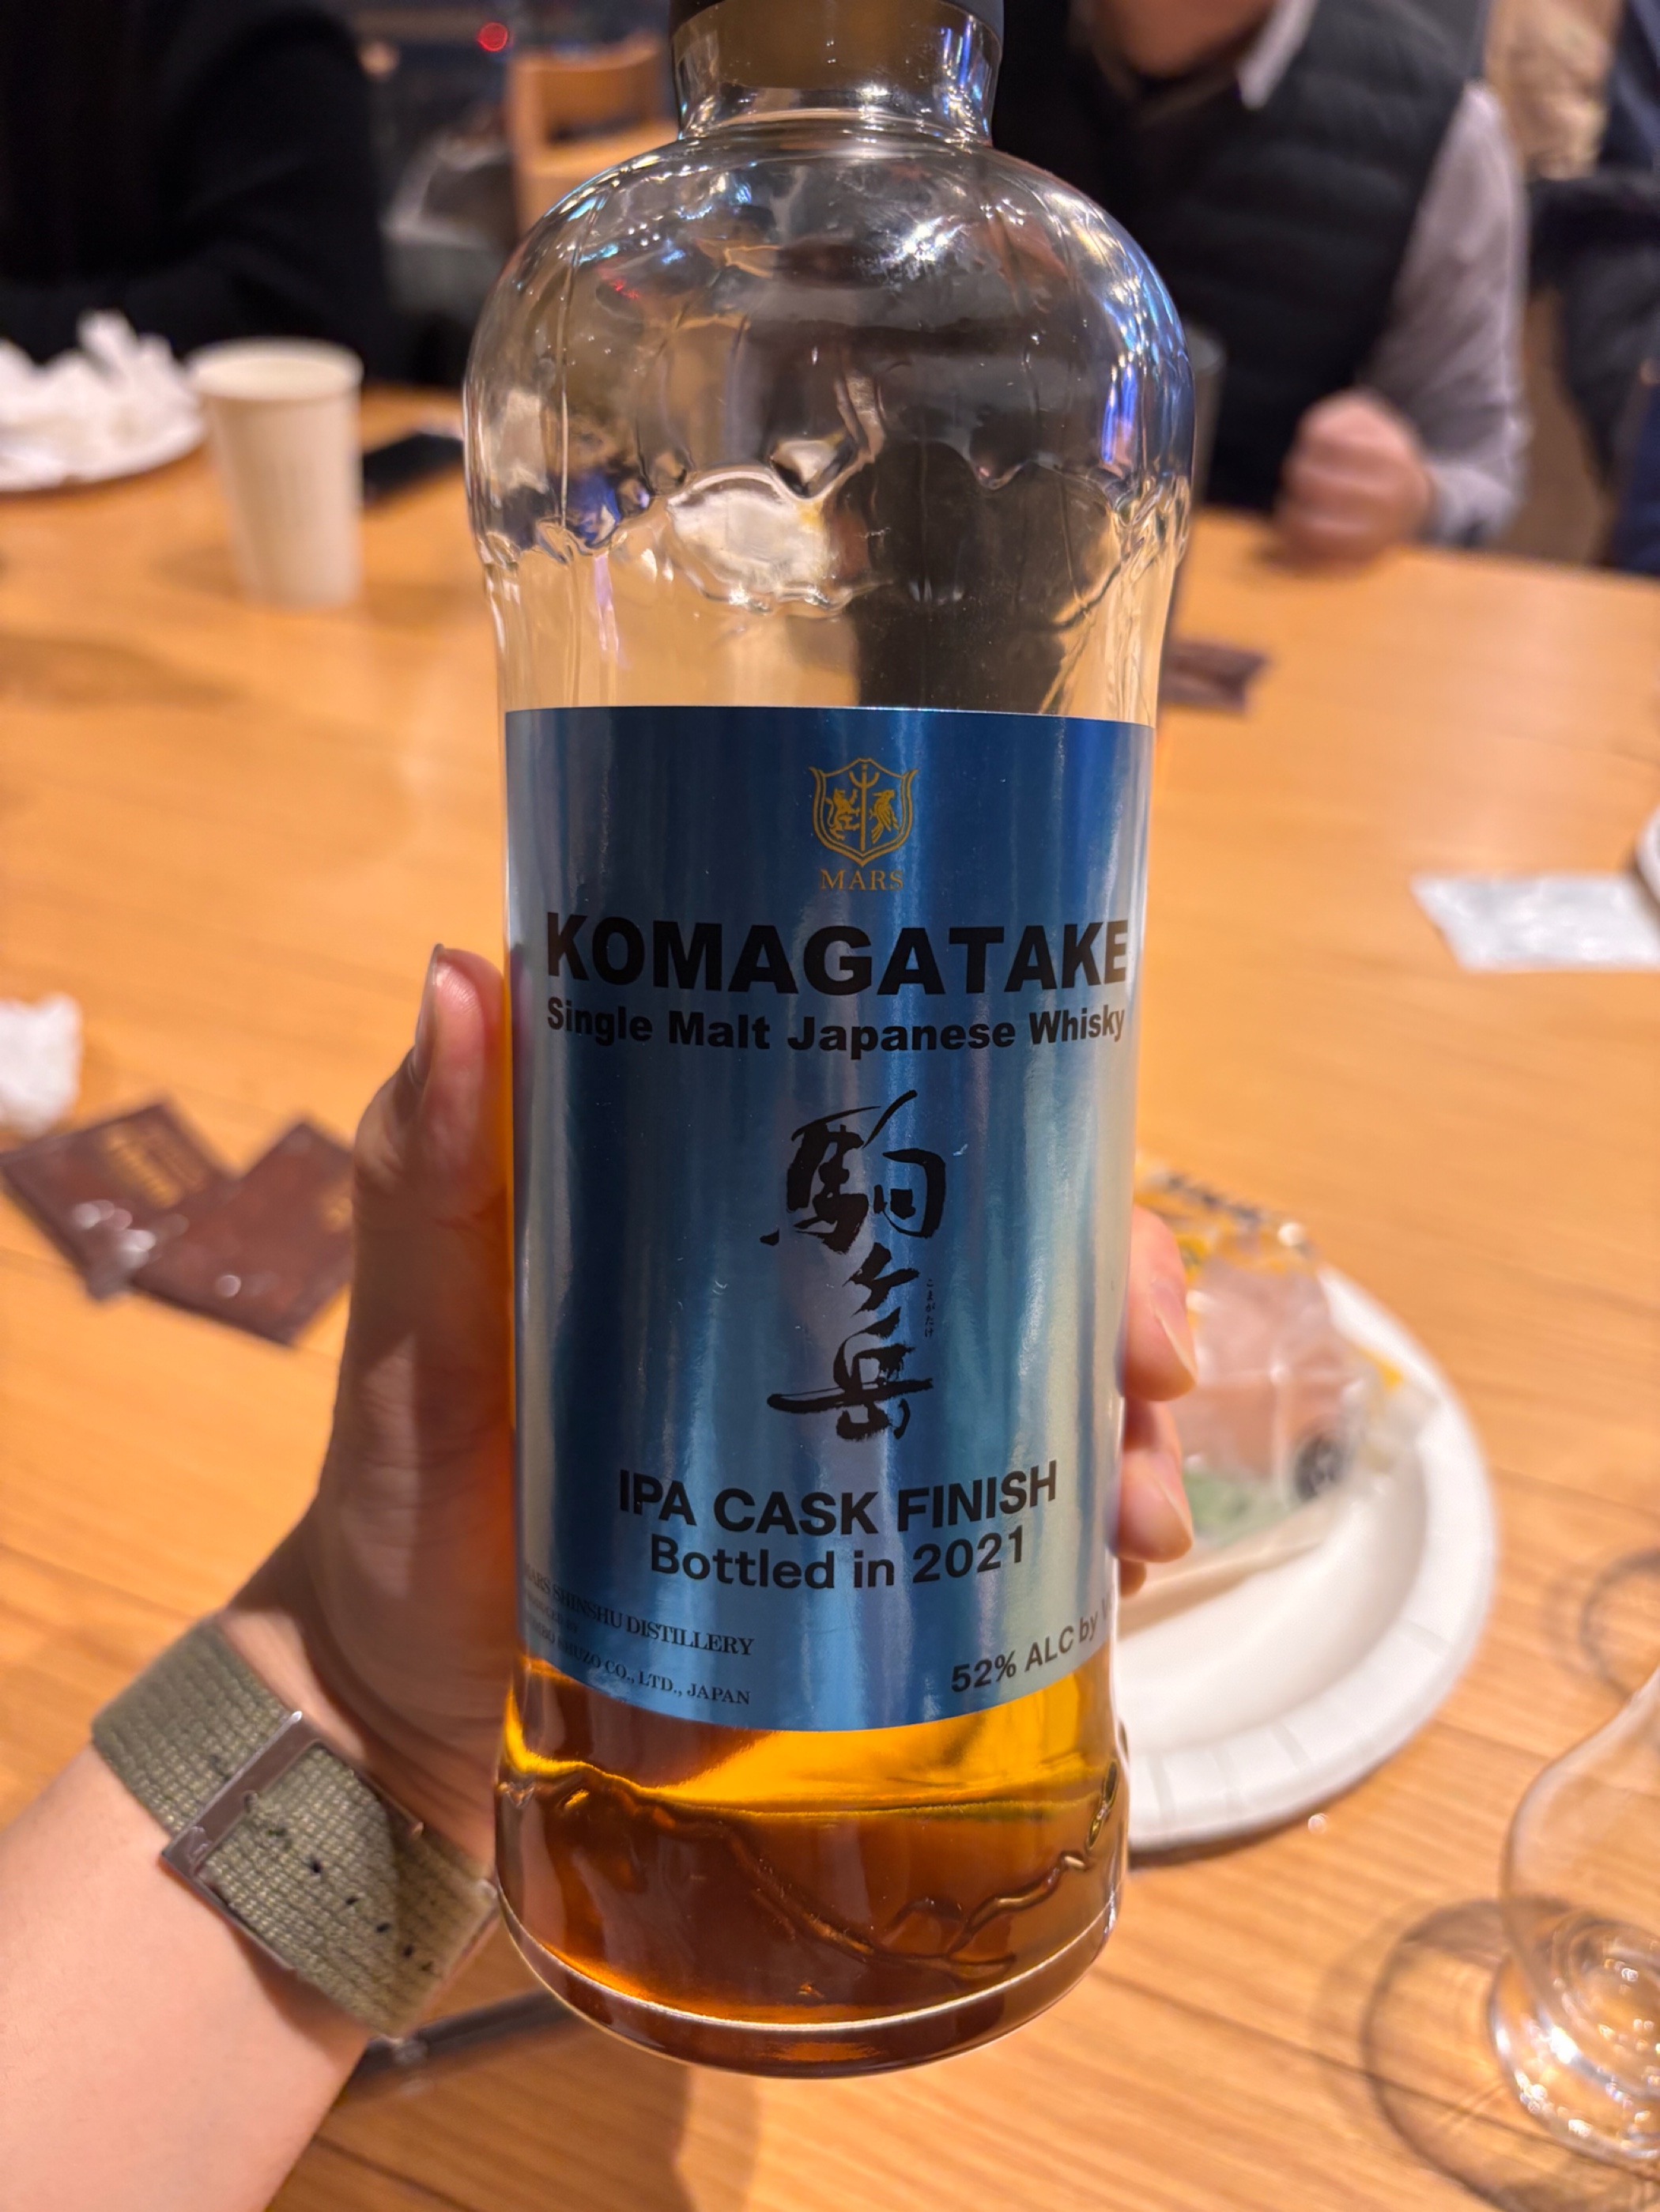 MARS
KOMAGATAKE
Single Malt Japanese Whisky
駒ヶ岳
こまがたけ
IPA CASK FINISH
Bottled in 2021
MARS SHINSHU DISTILLERY
CO., LTD., JAPAN
52% ALC by